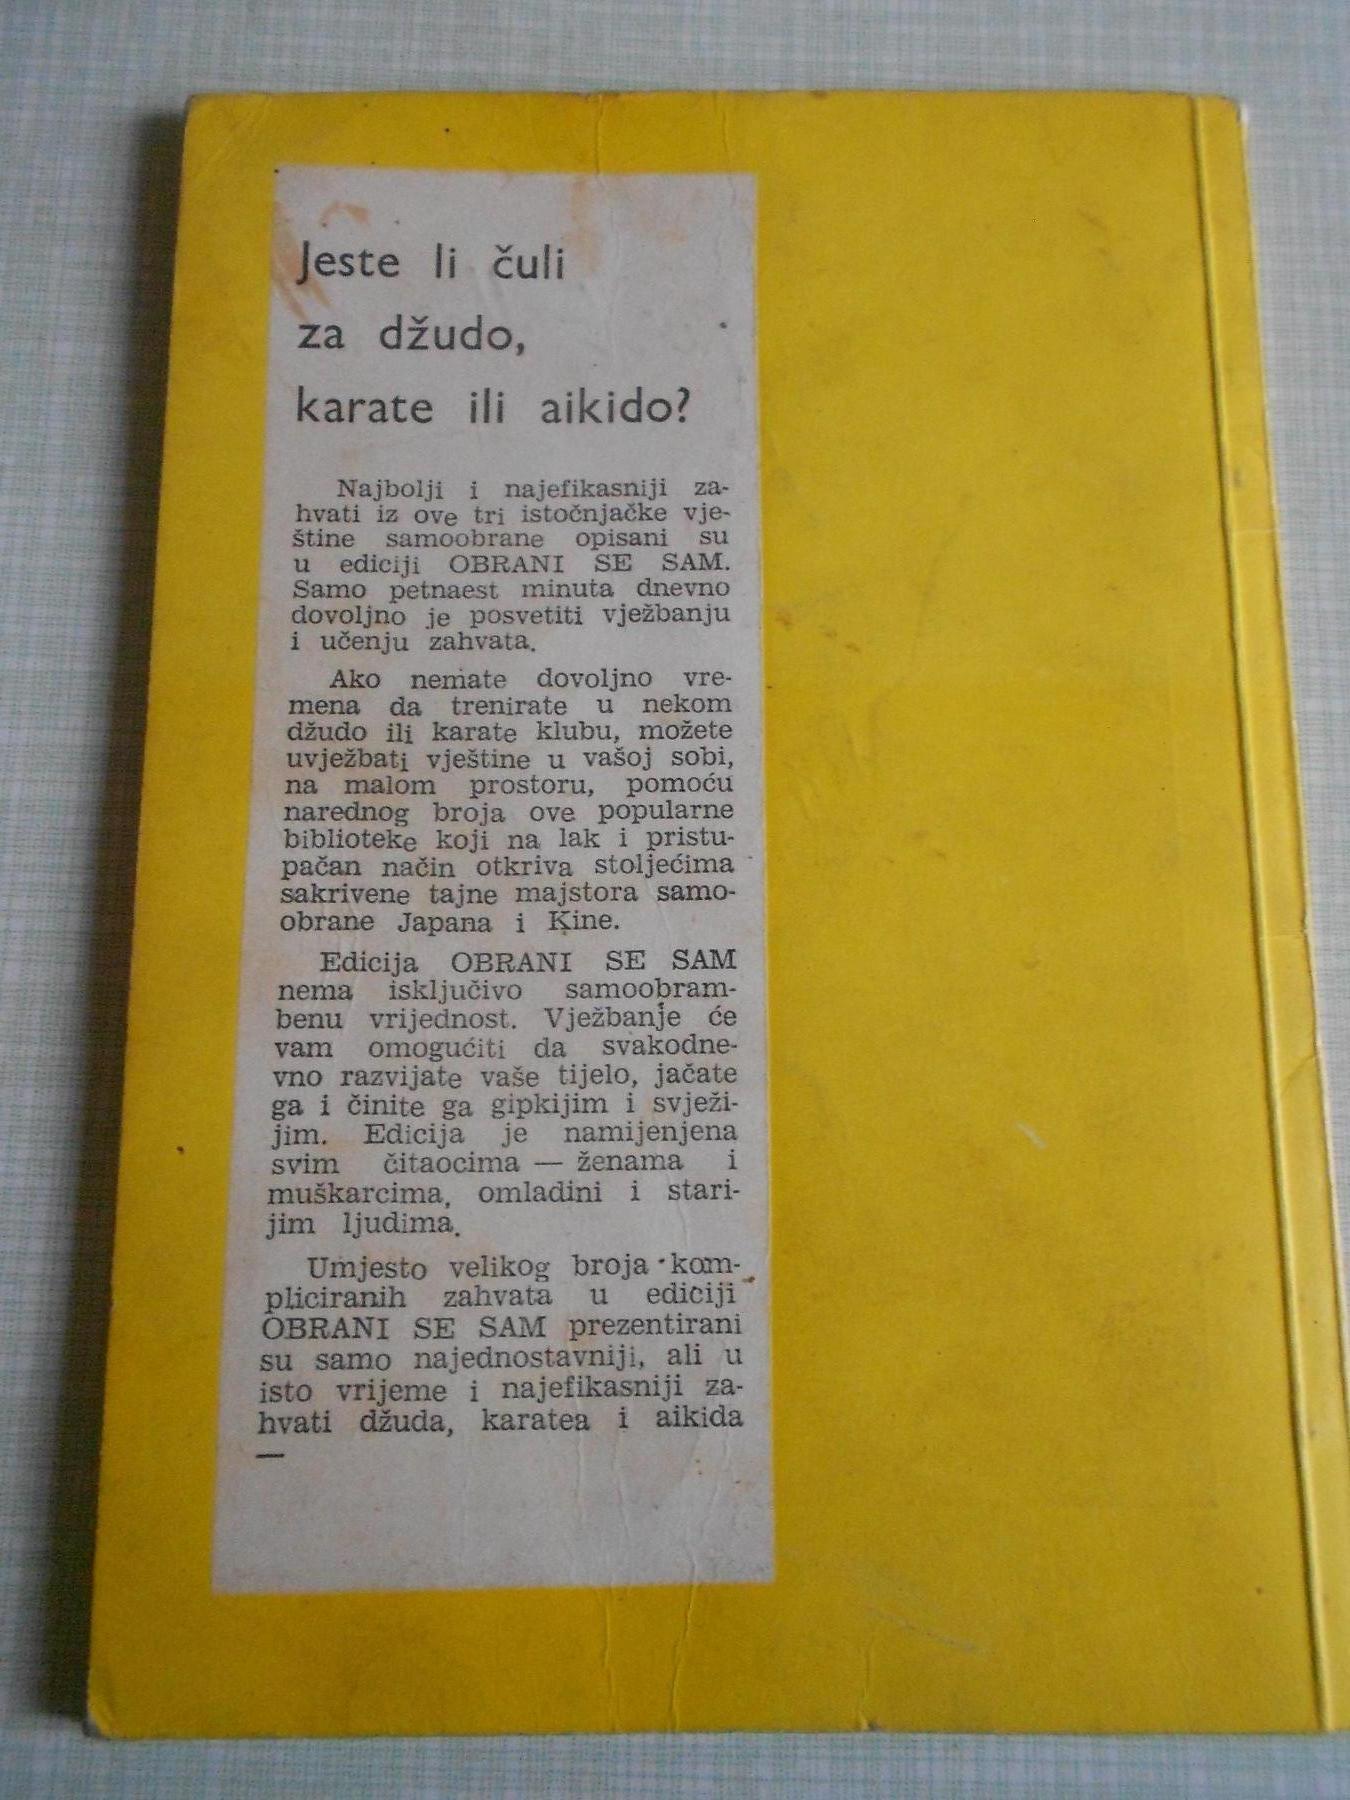 Jeste li čuli
za džudo,
karate ili aikido?
Najbolji i najefikasniji za-
hvati iz ove tri istočnjačke vje-
štine samoobrane opisani su
u ediciji OBRANI SE SAM.
Samo petnaest minuta dnevno
dovoljno je posvetiti vježbanju
i učenju zahvata.
Ako nemate dovoljno vre-
mena da trenirate u nekom
džudo ili karate klubu, možete
uvježbati vještine u vašoj sobi,
na malom prostoru, pomoću
narednog broja ove popularne
biblioteke koji na lak i pristu-
pačan način otkriva stoljećima
sakrivene tajne majstora samo-
obrane Japana i Kine.
Edicija OBRANI SE SAM
nema isključivo samoobram-
benu vrijednost. Vježbanje će
vam omogućiti da svakodne-
vno razvijate vaše tijelo, jačate
ga i činite ga gipkijim i svježi-
jim. Edicija je namijenjena
svim čitaocima — ženama i
muškarcima, omladini i stari-
jim ljudima.
Umjesto velikog broja kom-
pliciranih zahvata u ediciji
OBRANI SE SAM prezentirani
su samo najednostavniji, ali u
isto vrijeme i najefikasniji za-
hvati džuda, karatea i aikida
—